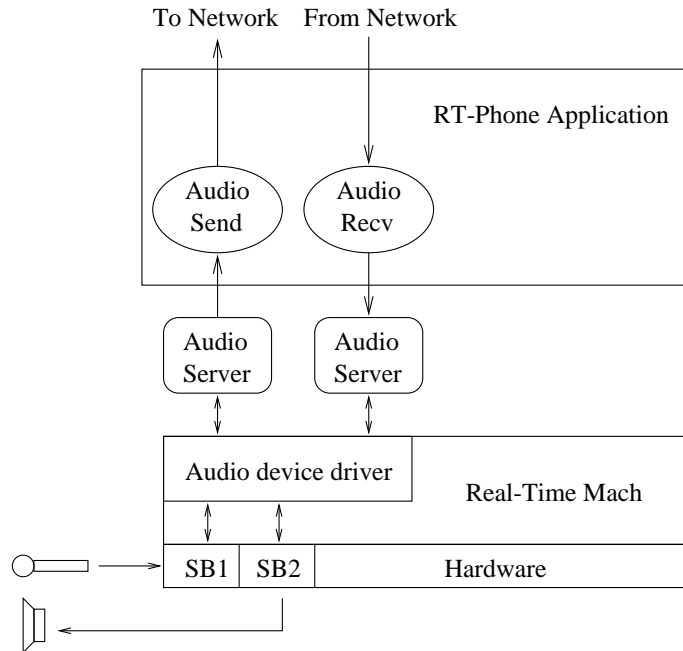 To Network
From Network
RT-Phone Application
Audio
Send
Audio
Recv
Audio
Server
Audio
Server
Audio device driver
Real-Time Mach
SB1
SB2
Hardware